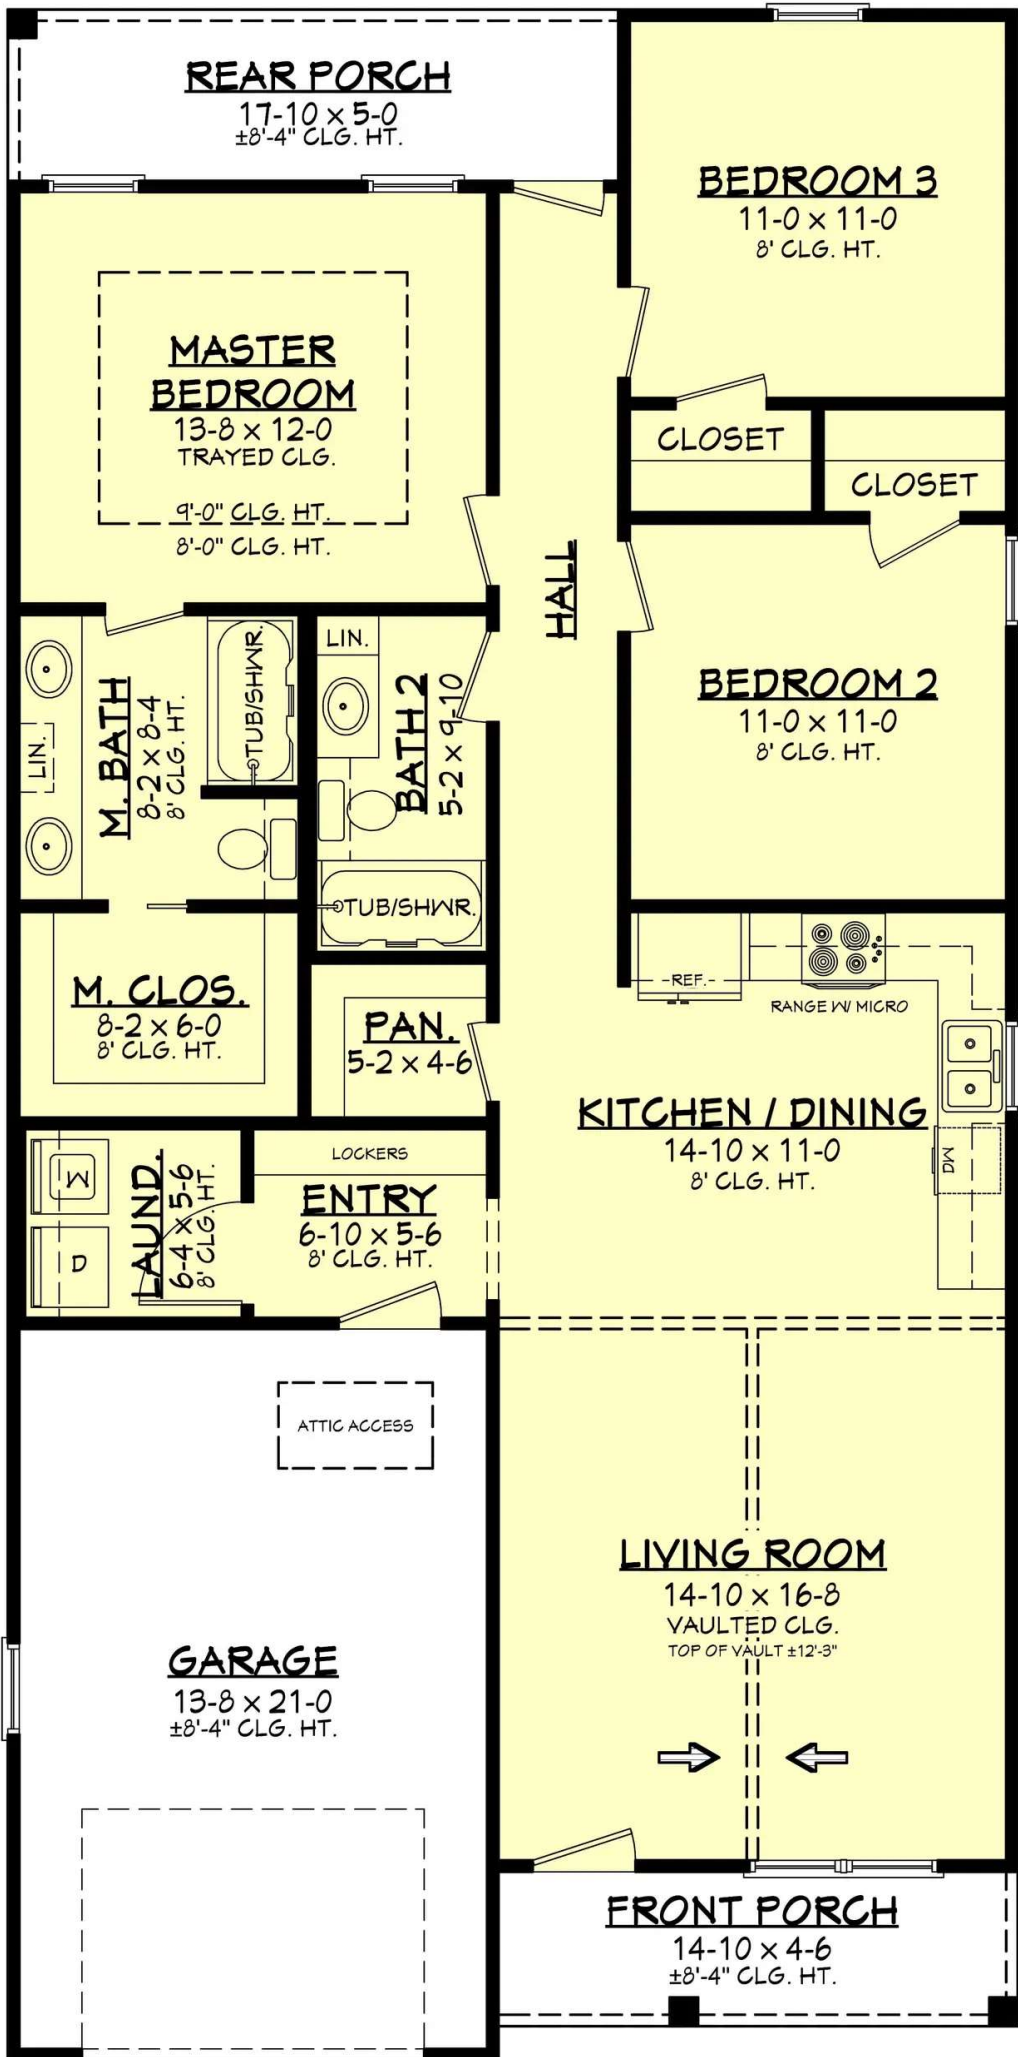 REAR PORCH
17-10 x 5-0
±8'-4" CLG. HT.
BEDROOM 3
11-0 x 11-0
8' CLG. HT.
MASTER
BEDROOM
13-8 x 12-0
TRAYED CLG.
9'-0" CLG. HT.
8'-0" CLG. HT.
CLOSET
CLOSET
HALL
BEDROOM 2
11-0 x 11-0
8' CLG. HT.
LIN.
M. BATH
8-2 x 8-4
8' CLG. HT.
TUB/SHWR.
LIN.
BATH 2
5-2 x 9-10
TUB/SHWR.
M. CLOS.
8-2 x 6-0
8' CLG. HT.
PAN.
5-2 x 4-6
REF.
RANGE W/ MICRO
KITCHEN / DINING
14-10 x 11-0
8' CLG. HT.
DW
W
D
LAUND.
6-4 x 5-6
8' CLG. HT.
LOCKERS
ENTRY
6-10 x 5-6
8' CLG. HT.
ATTIC ACCESS
LIVING ROOM
14-10 x 16-8
VAULTED CLG.
TOP OF VAULT ±12'-3"
GARAGE
13-8 x 21-0
±8'-4" CLG. HT.
FRONT PORCH
14-10 x 4-6
±8'-4" CLG. HT.